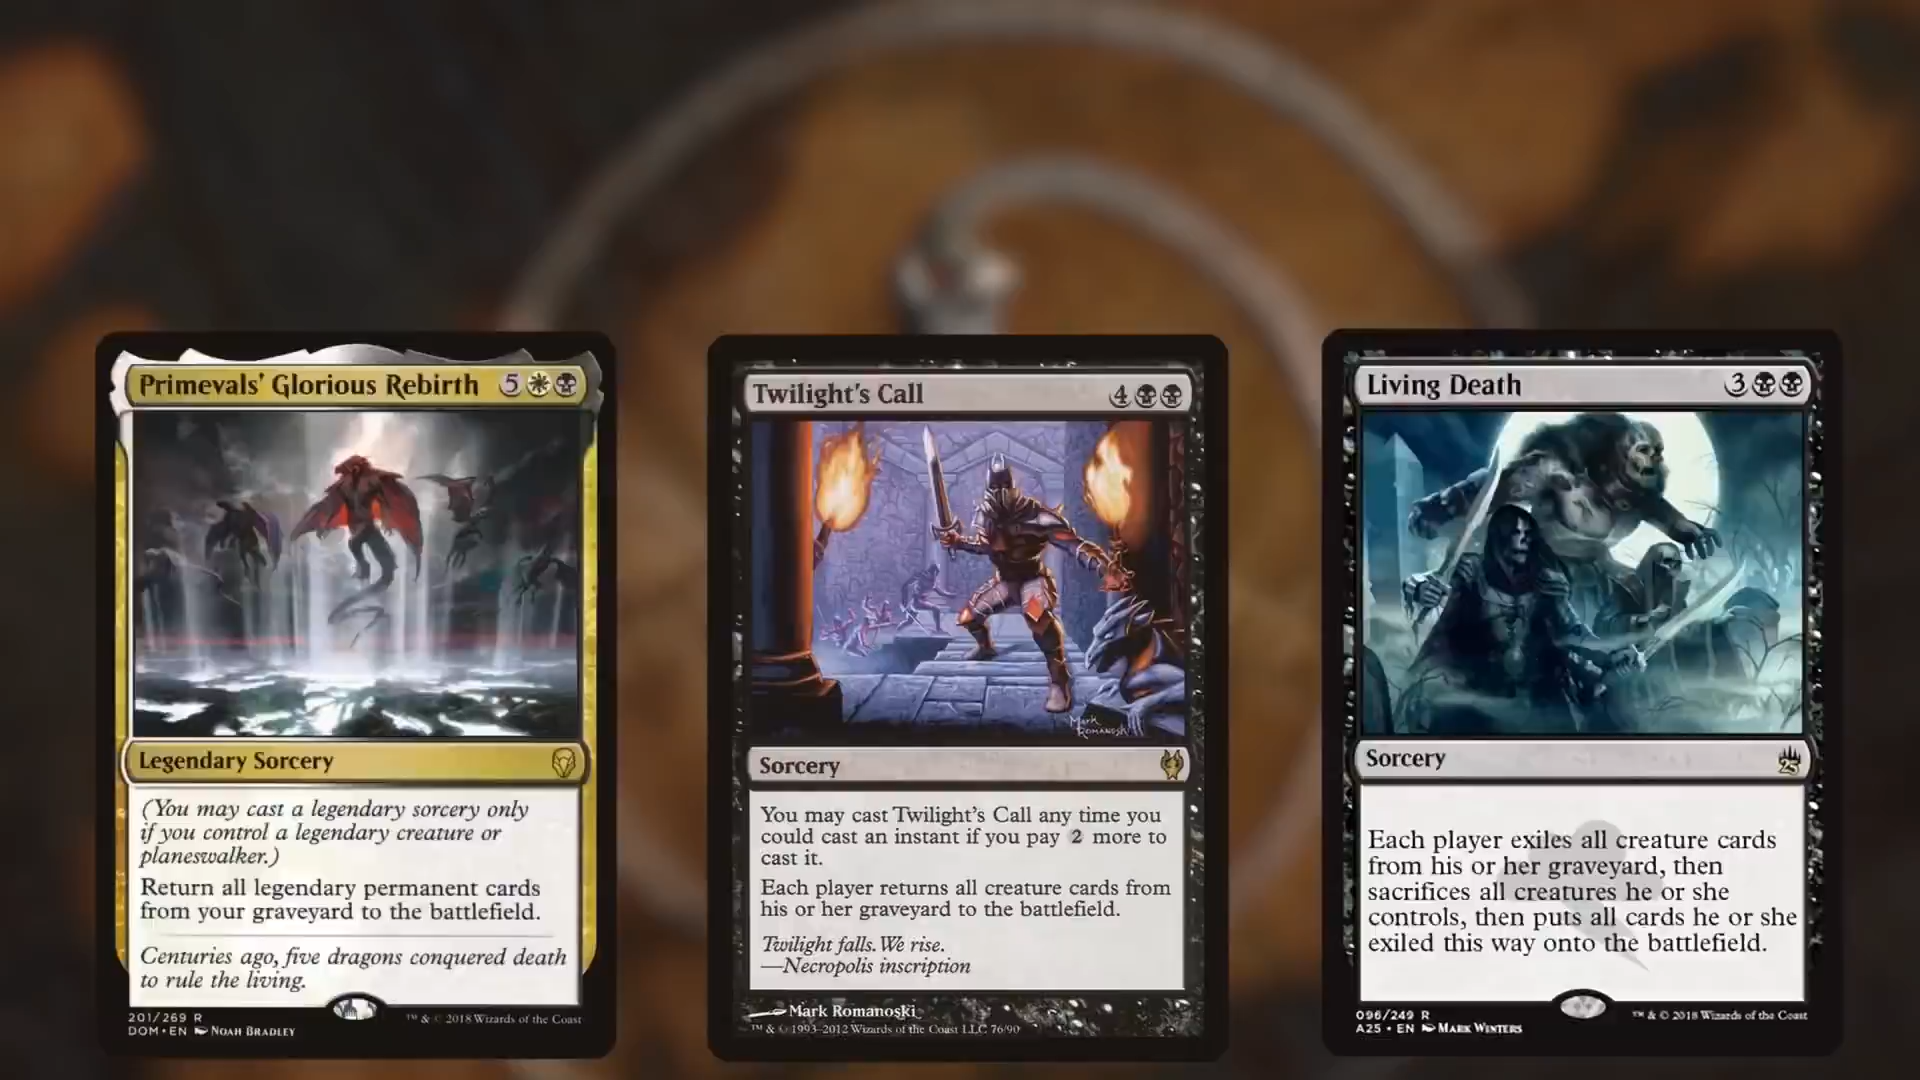 Primevals' Glorious Rebirth 5
Legendary Sorcery
(You may cast a legendary sorcery only
if you control a legendary creature or
planeswalker.)
Return all legendary permanent cards
from your graveyard to the battlefield.
Centuries ago, five dragons conquered death
to rule the living.
201/269 R
DOM • EN NOAH BRADLEY
™ & © 2018 Wizards of the Coast
Twilight's Call 4
Mark
Romanoski
Sorcery
You may cast Twilight's Call any time you
could cast an instant if you pay 2 more to
cast it.
Each player returns all creature cards from
his or her graveyard to the battlefield.
Twilight falls. We rise.
—Necropolis inscription
Mark Romanoski
™ & © 1993–2012 Wizards of the Coast LLC 76/90
Living Death 3
Sorcery
25
Each player exiles all creature cards
from his or her graveyard, then
sacrifices all creatures he or she
controls, then puts all cards he or she
exiled this way onto the battlefield.
096/249 R
A25 • EN MARK WINTERS
™ & © 2018 Wizards of the Coast